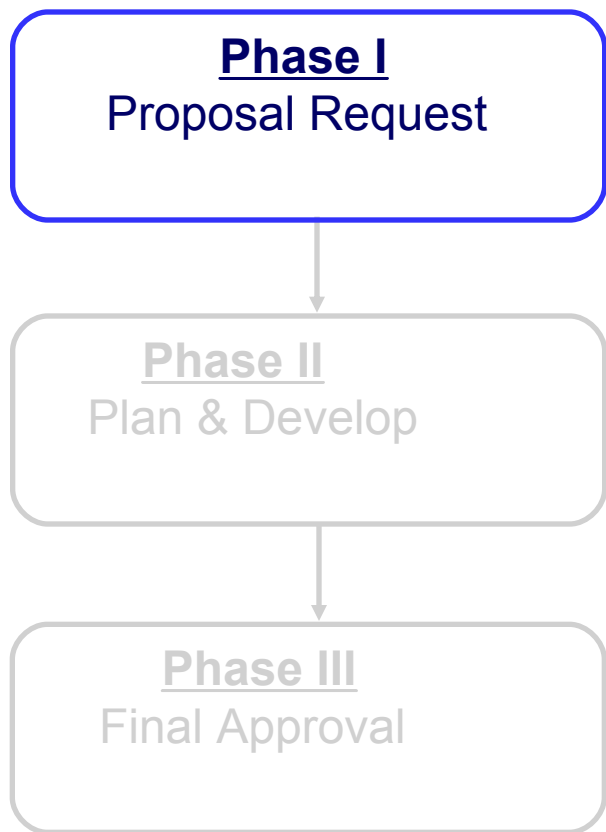 Phase I
Proposal Request
Phase II
Plan & Develop
Phase III
Final Approval